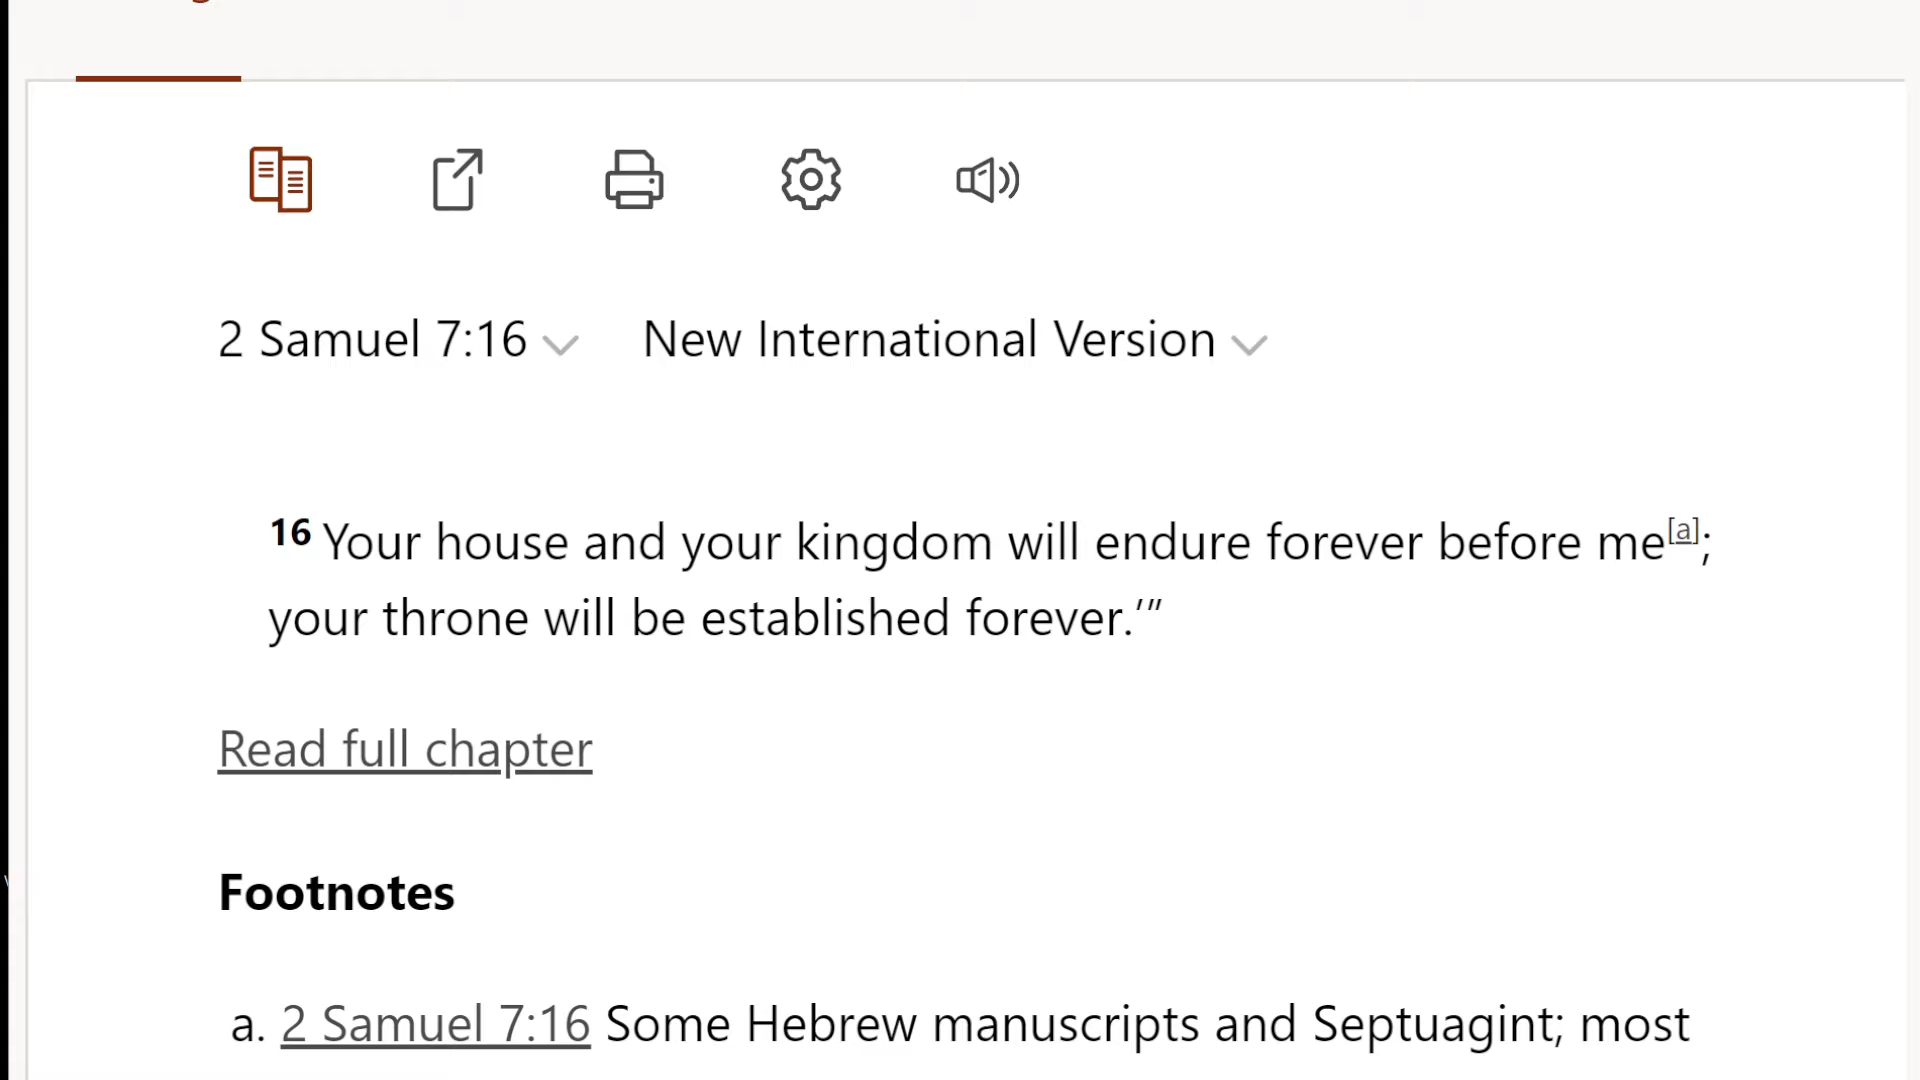 2 Samuel 7:16 New International Version
16 Your house and your kingdom will endure forever before me[a];
your throne will be established forever.’”
Read full chapter
Footnotes
a. 2 Samuel 7:16 Some Hebrew manuscripts and Septuagint; most